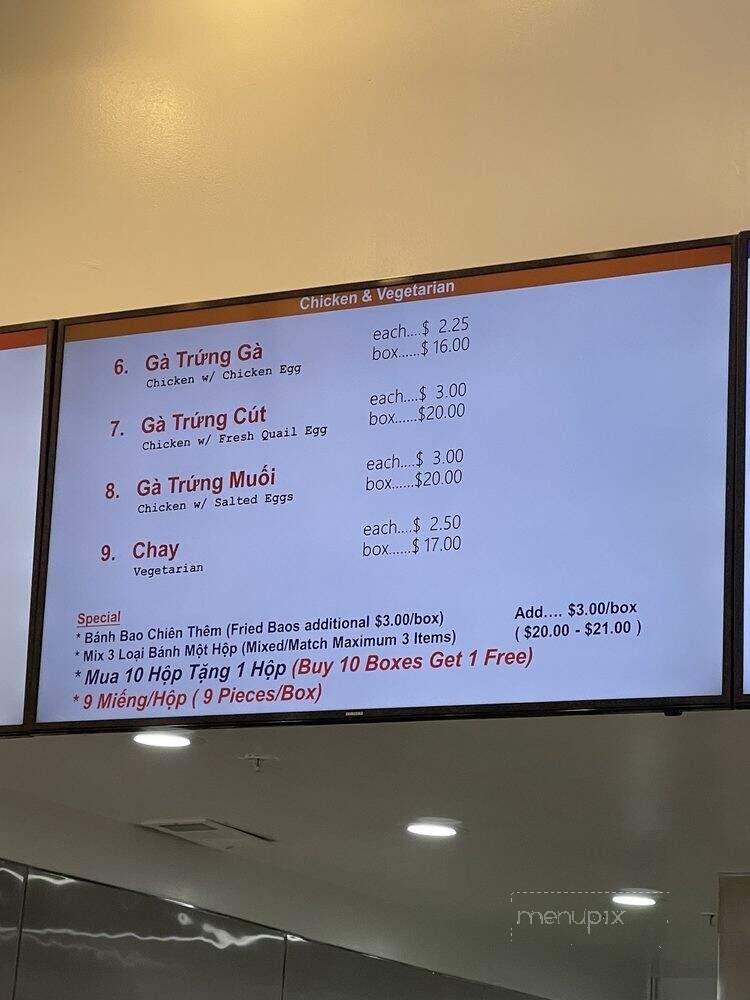 Chicken & Vegetarian
6. Gà Trứng Gà each....$ 2.25
Chicken w/ Chicken Egg box......$ 16.00
7. Gà Trứng Cút each....$ 3.00
Chicken w/ Fresh Quail Egg box......$20.00
8. Gà Trứng Muối each....$ 3.00
Chicken w/ Salted Eggs box......$20.00
9. Chay each....$ 2.50
Vegetarian box......$ 17.00
Special
* Bánh Bao Chiên Thêm (Fried Baos additional $3.00/box) Add.... $3.00/box
* Mix 3 Loại Bánh Một Hộp (Mixed/Match Maximum 3 Items) ( $20.00 - $21.00 )
* Mua 10 Hộp Tặng 1 Hộp (Buy 10 Boxes Get 1 Free)
* 9 Miếng/Hộp ( 9 Pieces/Box)
SAMSUNG
menupix